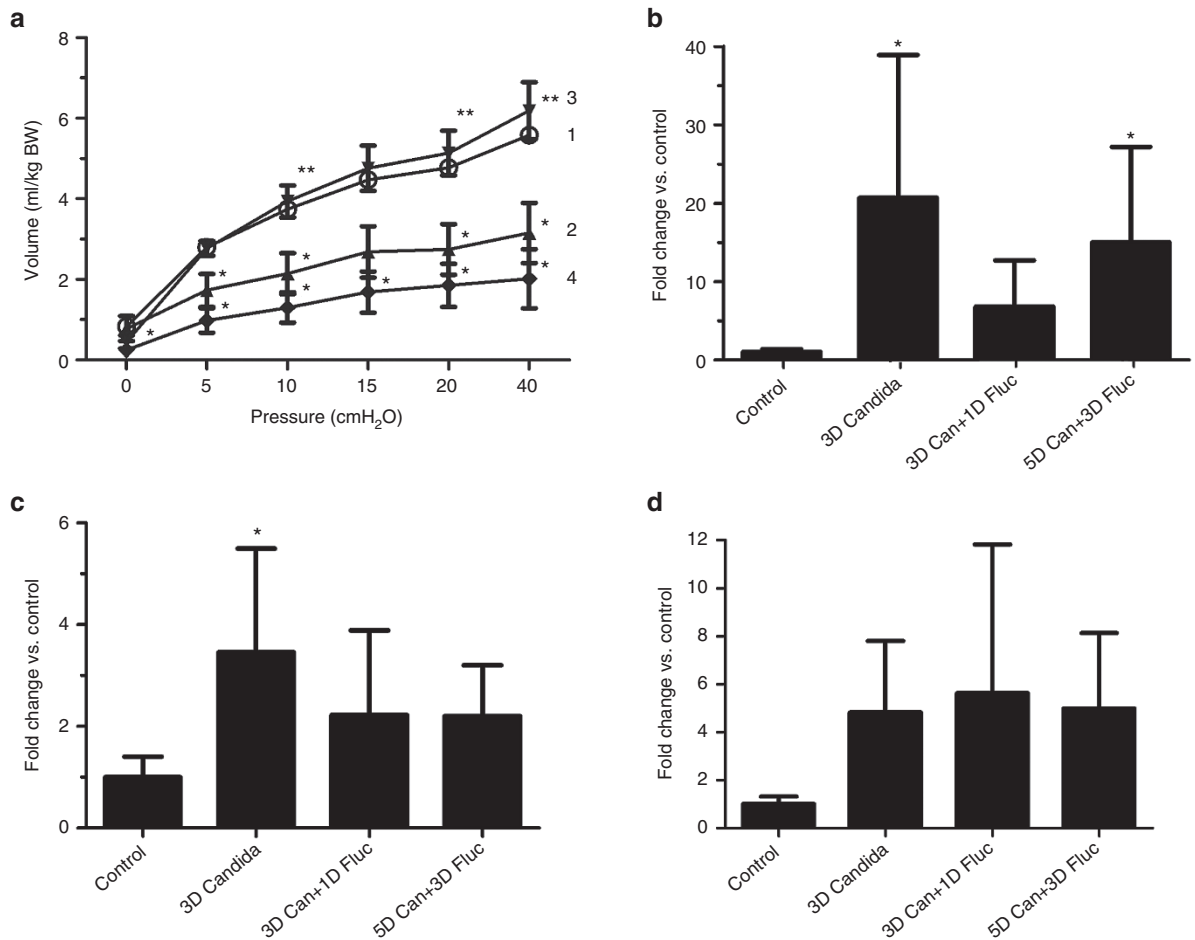 a
8
6
4
2
0
Volume (ml/kg BW)
0 5 10 15 20 40
Pressure (cmH₂O)
* * * * * * * * * * ** ** **
3
1
2
4
b
40
30
20
10
0
Fold change vs. control
* *
Control
3D Candida
3D Can+1D Fluc
5D Can+3D Fluc
c
6
4
2
0
Fold change vs. control
*
Control
3D Candida
3D Can+1D Fluc
5D Can+3D Fluc
d
12
10
8
6
4
2
0
Fold change vs. control
Control
3D Candida
3D Can+1D Fluc
5D Can+3D Fluc